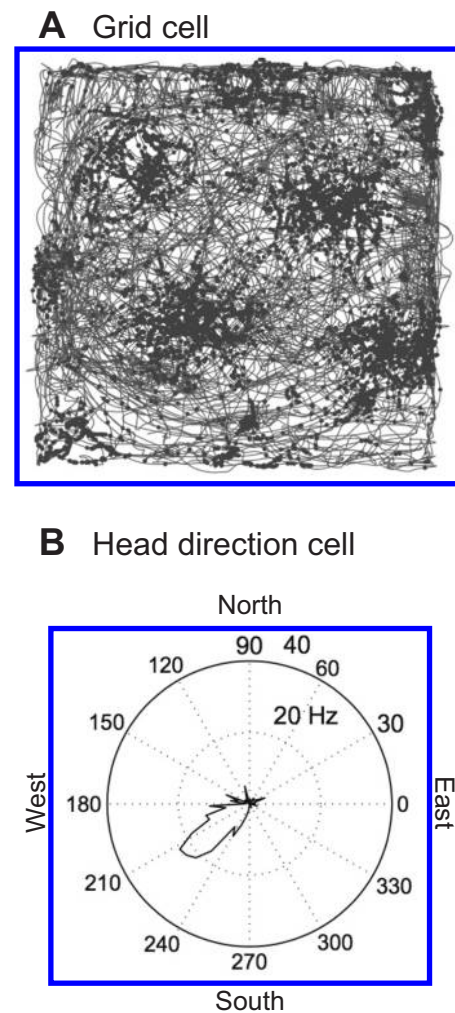 A Grid cell
B Head direction cell
North
90 40
120 60
20 Hz
150 30
West 180 0 East
210 330
240 300
270
South